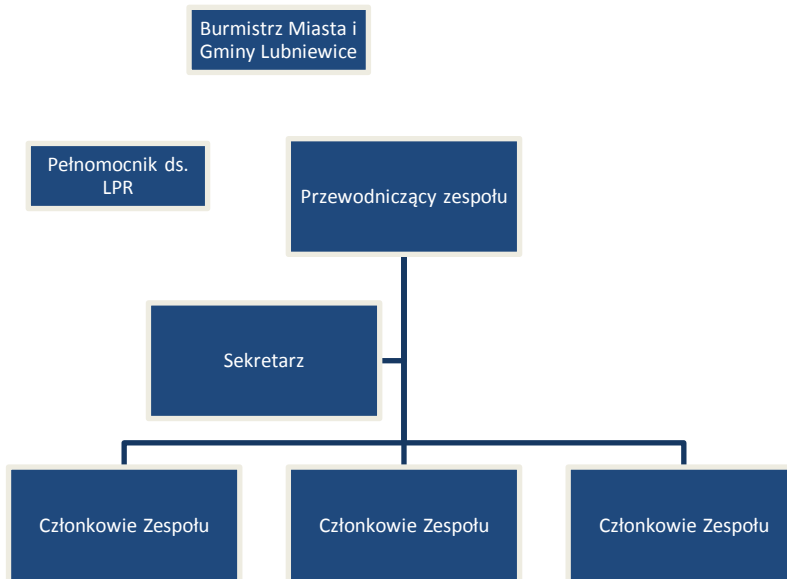 Burmistrz Miasta i
Gminy Lubniewice
Pełnomocnik ds.
LPR
Przewodniczący zespołu
Sekretarz
Członkowie Zespołu
Członkowie Zespołu
Członkowie Zespołu